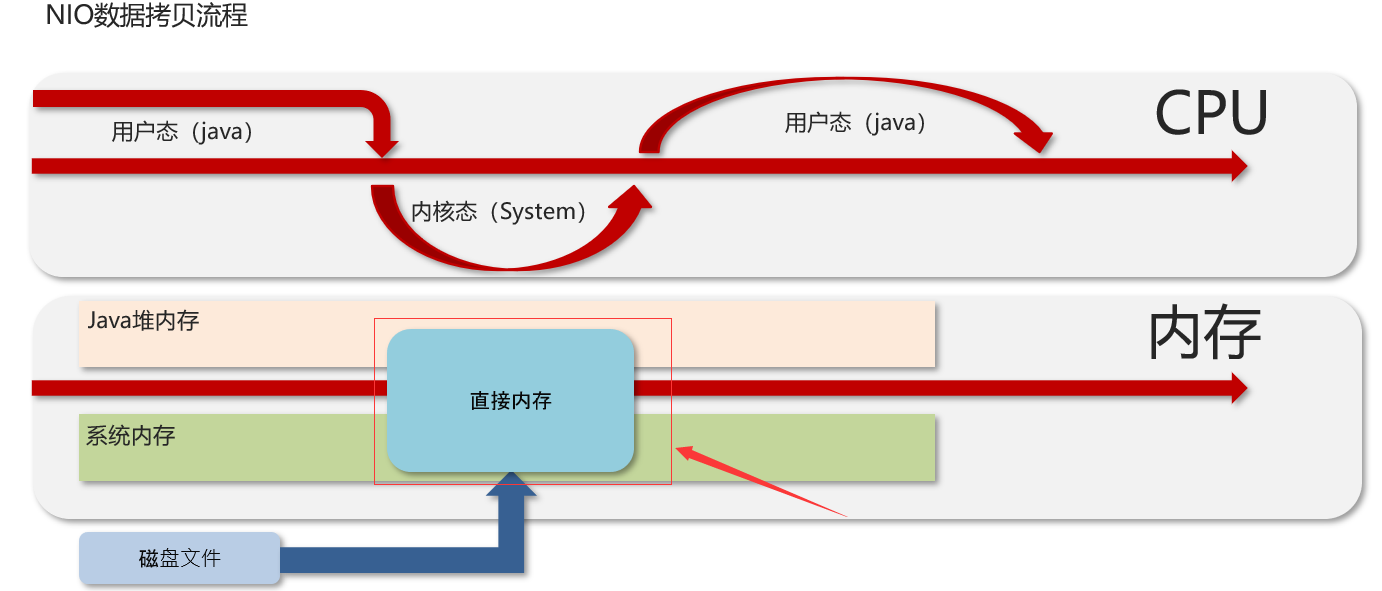 NIO数据拷贝流程
CPU
用户态（java）
用户态（java）
内核态（System）
内存
Java堆内存
直接内存
系统内存
磁盘文件